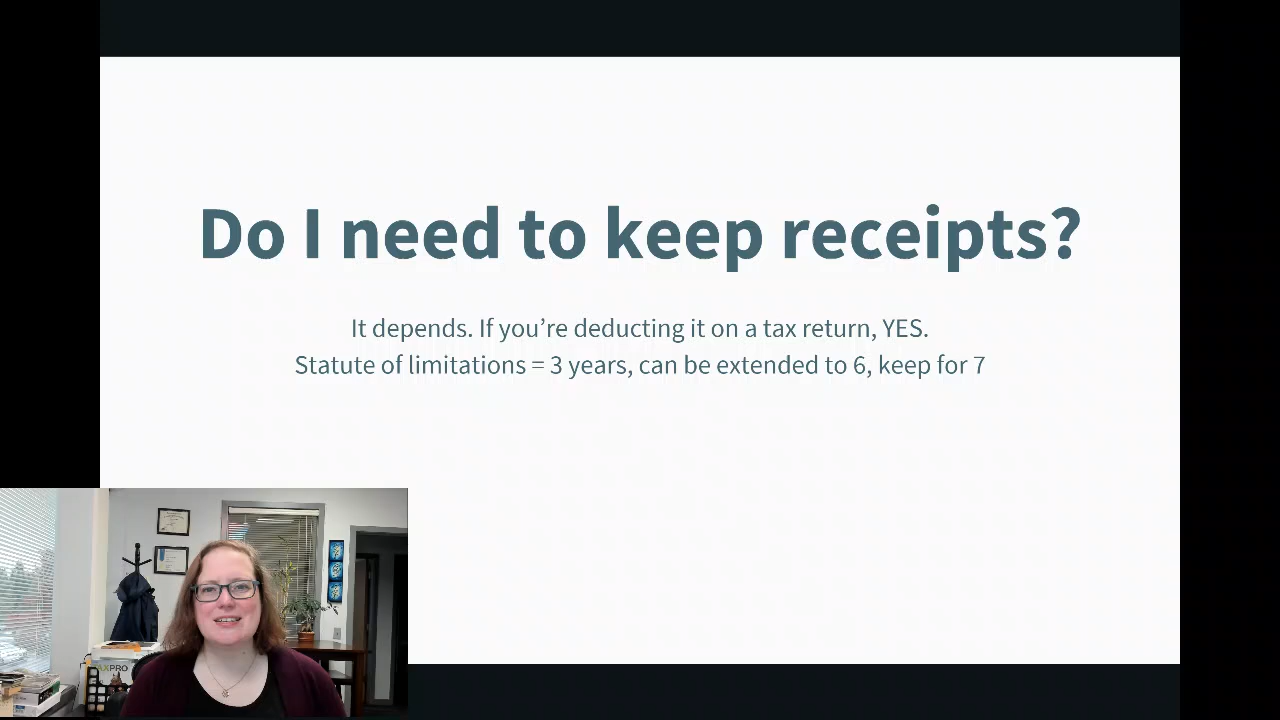 Do I need to keep receipts?
It depends. If you’re deducting it on a tax return, YES.
Statute of limitations = 3 years, can be extended to 6, keep for 7
AXPRO